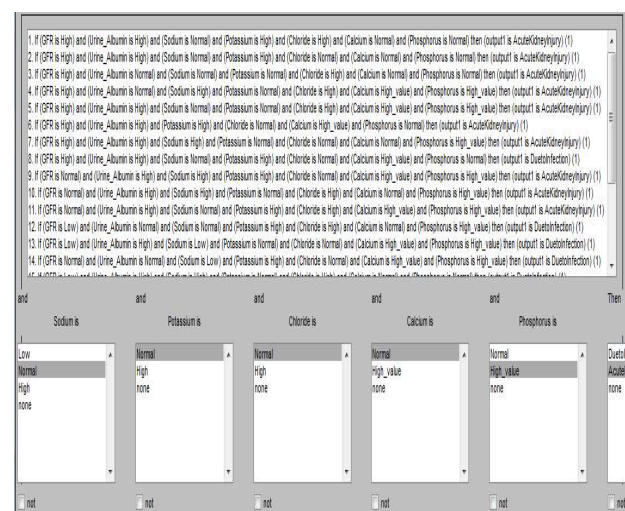 1. If (GFR is High) and (Urine_Albumin is High) and (Sodium is Normal) and (Potassium is High) and (Chloride is High) and (Calcium is Normal) and (Phosphorus is Normal) then (output1 is AcuteKidneyInjury) (1)
2. If (GFR is High) and (Urine_Albumin is High) and (Sodium is Normal) and (Potassium is High) and (Chloride is Normal) and (Calcium is Normal) and (Phosphorus is Normal) then (output1 is AcuteKidneyInjury) (1)
3. If (GFR is High) and (Urine_Albumin is Normal) and (Sodium is Normal) and (Potassium is Normal) and (Chloride is High) and (Calcium is Normal) and (Phosphorus is Normal) then (output1 is AcuteKidneyInjury) (1)
4. If (GFR is High) and (Urine_Albumin is High) and (Sodium is Normal) and (Potassium is Normal) and (Chloride is High) and (Calcium is High_value) and (Phosphorus is High_value) then (output1 is AcuteKidneyInjury) (1)
5. If (GFR is High) and (Urine_Albumin is High) and (Sodium is Normal) and (Potassium is Normal) and (Chloride is Normal) and (Calcium is High_value) and (Phosphorus is High_value) then (output1 is AcuteKidneyInjury) (1)
6. If (GFR is High) and (Urine_Albumin is High) and (Potassium is High) and (Chloride is Normal) and (Calcium is High_value) and (Phosphorus is Normal) then (output1 is AcuteKidneyInjury) (1)
7. If (GFR is High) and (Urine_Albumin is High) and (Sodium is High) and (Potassium is Normal) and (Chloride is High) and (Calcium is Normal) and (Phosphorus is High_value) then (output1 is AcuteKidneyInjury) (1)
8. If (GFR is High) and (Urine_Albumin is High) and (Sodium is Normal) and (Potassium is High) and (Chloride is Normal) and (Calcium is High_value) and (Phosphorus is Normal) then (output1 is DuetoInfection) (1)
9. If (GFR is Normal) and (Urine_Albumin is High) and (Sodium is High) and (Potassium is High) and (Chloride is High) and (Calcium is Normal) and (Phosphorus is High_value) then (output1 is AcuteKidneyInjury) (1)
10. If (GFR is Normal) and (Urine_Albumin is High) and (Sodium is High) and (Potassium is Normal) and (Chloride is High) and (Calcium is Normal) and (Phosphorus is High_value) then (output1 is AcuteKidneyInjury) (1)
11. If (GFR is Normal) and (Urine_Albumin is Normal) and (Sodium is Normal) and (Potassium is High) and (Chloride is High) and (Calcium is High_value) and (Phosphorus is High_value) then (output1 is AcuteKidneyInjury) (1)
12. If (GFR is Low) and (Urine_Albumin is Normal) and (Sodium is Normal) and (Potassium is High) and (Chloride is High) and (Calcium is Normal) and (Phosphorus is High_value) then (output1 is DuetoInfection) (1)
13. If (GFR is Low) and (Urine_Albumin is High) and (Sodium is Low) and (Potassium is Normal) and (Chloride is Normal) and (Calcium is High_value) and (Phosphorus is High_value) then (output1 is DuetoInfection) (1)
14. If (GFR is Normal) and (Urine_Albumin is Normal) and (Sodium is Low) and (Potassium is Normal) and (Chloride is High) and (Calcium is High_value) and (Phosphorus is High_value) then (output1 is DuetoInfection) (1)
and and and and and Then
Sodium is Potassium is Chloride is Calcium is Phosphorus is
Low Normal Normal Normal Normal Duetol
Normal High High High_value High_value Acute
High none none none none none
none
not not not not not not